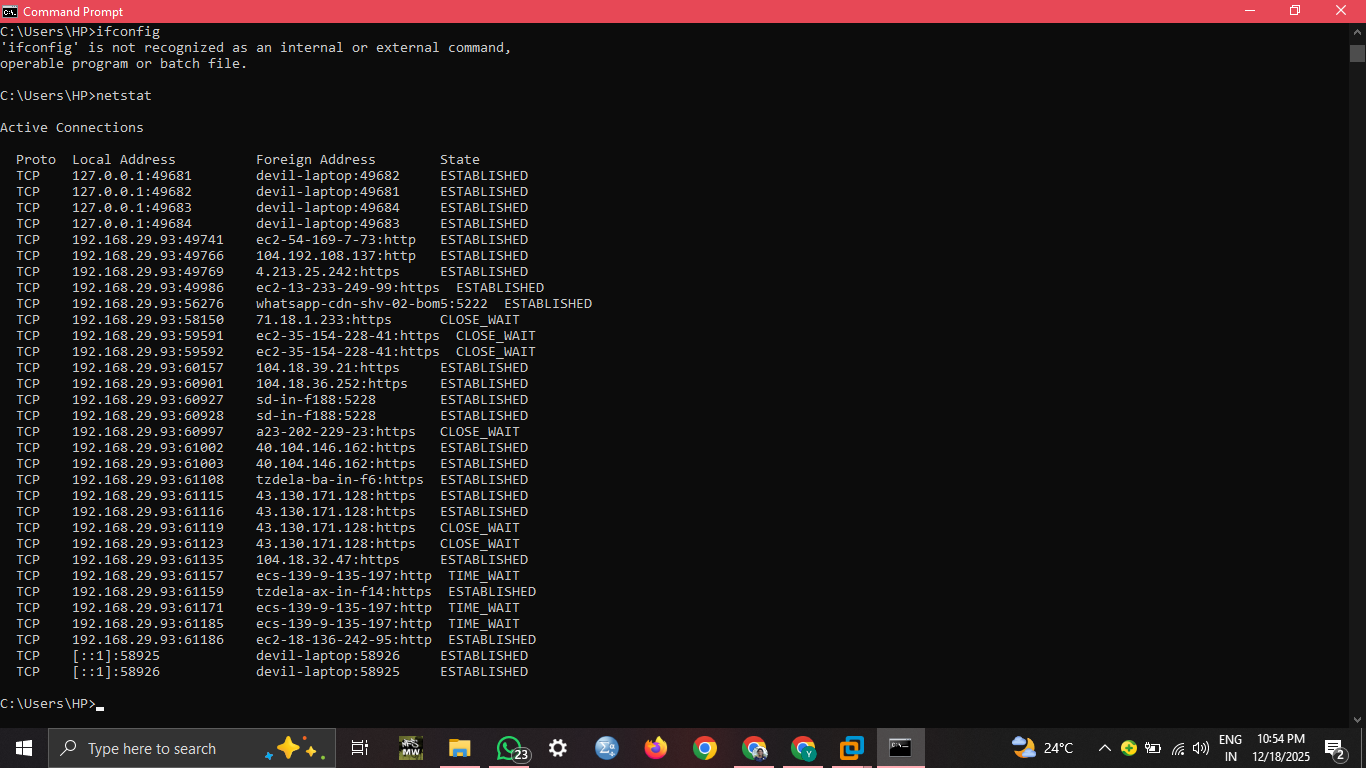 Command Prompt
C:\Users\HP>ifconfig
'ifconfig' is not recognized as an internal or external command,
operable program or batch file.
C:\Users\HP>netstat
Active Connections
Proto  Local Address          Foreign Address        State
TCP    127.0.0.1:49681        devil-laptop:49682     ESTABLISHED
TCP    127.0.0.1:49682        devil-laptop:49681     ESTABLISHED
TCP    127.0.0.1:49683        devil-laptop:49684     ESTABLISHED
TCP    127.0.0.1:49684        devil-laptop:49683     ESTABLISHED
TCP    192.168.29.93:49741    ec2-54-169-7-73:http   ESTABLISHED
TCP    192.168.29.93:49766    104.192.108.137:http   ESTABLISHED
TCP    192.168.29.93:49769    4.213.25.242:https     ESTABLISHED
TCP    192.168.29.93:49986    ec2-13-233-249-99:https  ESTABLISHED
TCP    192.168.29.93:56276    whatsapp-cdn-shv-02-bom5:5222  ESTABLISHED
TCP    192.168.29.93:58150    71.18.1.233:https      CLOSE_WAIT
TCP    192.168.29.93:59591    ec2-35-154-228-41:https  CLOSE_WAIT
TCP    192.168.29.93:59592    ec2-35-154-228-41:https  CLOSE_WAIT
TCP    192.168.29.93:60157    104.18.39.21:https     ESTABLISHED
TCP    192.168.29.93:60901    104.18.36.252:https    ESTABLISHED
TCP    192.168.29.93:60927    sd-in-f188:5228        ESTABLISHED
TCP    192.168.29.93:60928    sd-in-f188:5228        ESTABLISHED
TCP    192.168.29.93:60997    a23-202-229-23:https   CLOSE_WAIT
TCP    192.168.29.93:61002    40.104.146.162:https   ESTABLISHED
TCP    192.168.29.93:61003    40.104.146.162:https   ESTABLISHED
TCP    192.168.29.93:61108    tzdela-ba-in-f6:https  ESTABLISHED
TCP    192.168.29.93:61115    43.130.171.128:https   ESTABLISHED
TCP    192.168.29.93:61116    43.130.171.128:https   ESTABLISHED
TCP    192.168.29.93:61119    43.130.171.128:https   CLOSE_WAIT
TCP    192.168.29.93:61123    43.130.171.128:https   CLOSE_WAIT
TCP    192.168.29.93:61135    104.18.32.47:https     ESTABLISHED
TCP    192.168.29.93:61157    ecs-139-9-135-197:http  TIME_WAIT
TCP    192.168.29.93:61159    tzdela-ax-in-f14:https  ESTABLISHED
TCP    192.168.29.93:61171    ecs-139-9-135-197:http  TIME_WAIT
TCP    192.168.29.93:61185    ecs-139-9-135-197:http  TIME_WAIT
TCP    192.168.29.93:61186    ec2-18-136-242-95:http  ESTABLISHED
TCP    [::1]:58925            devil-laptop:58926     ESTABLISHED
TCP    [::1]:58926            devil-laptop:58925     ESTABLISHED
C:\Users\HP>
Type here to search
MW
23
Y
24°C
ENG
IN
10:54 PM
12/18/2025
2